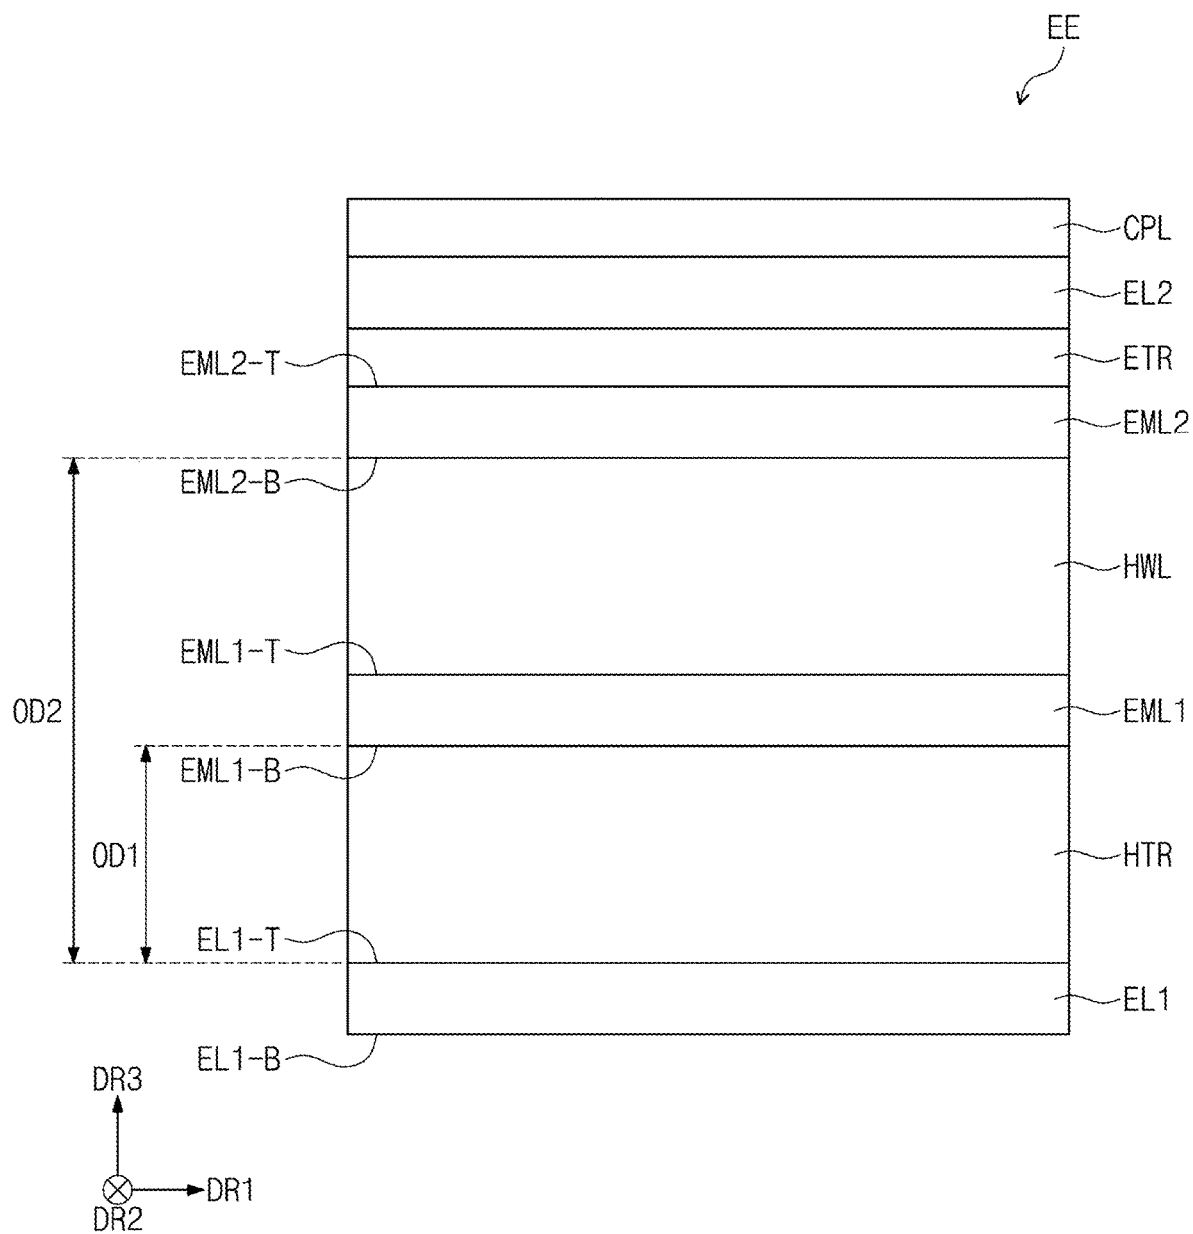 EE
CPL
EL2
EML2-T
ETR
EML2
EML2-B
HWL
EML1-T
OD2
EML1
EML1-B
OD1
HTR
EL1-T
EL1
EL1-B
DR3
DR1
DR2